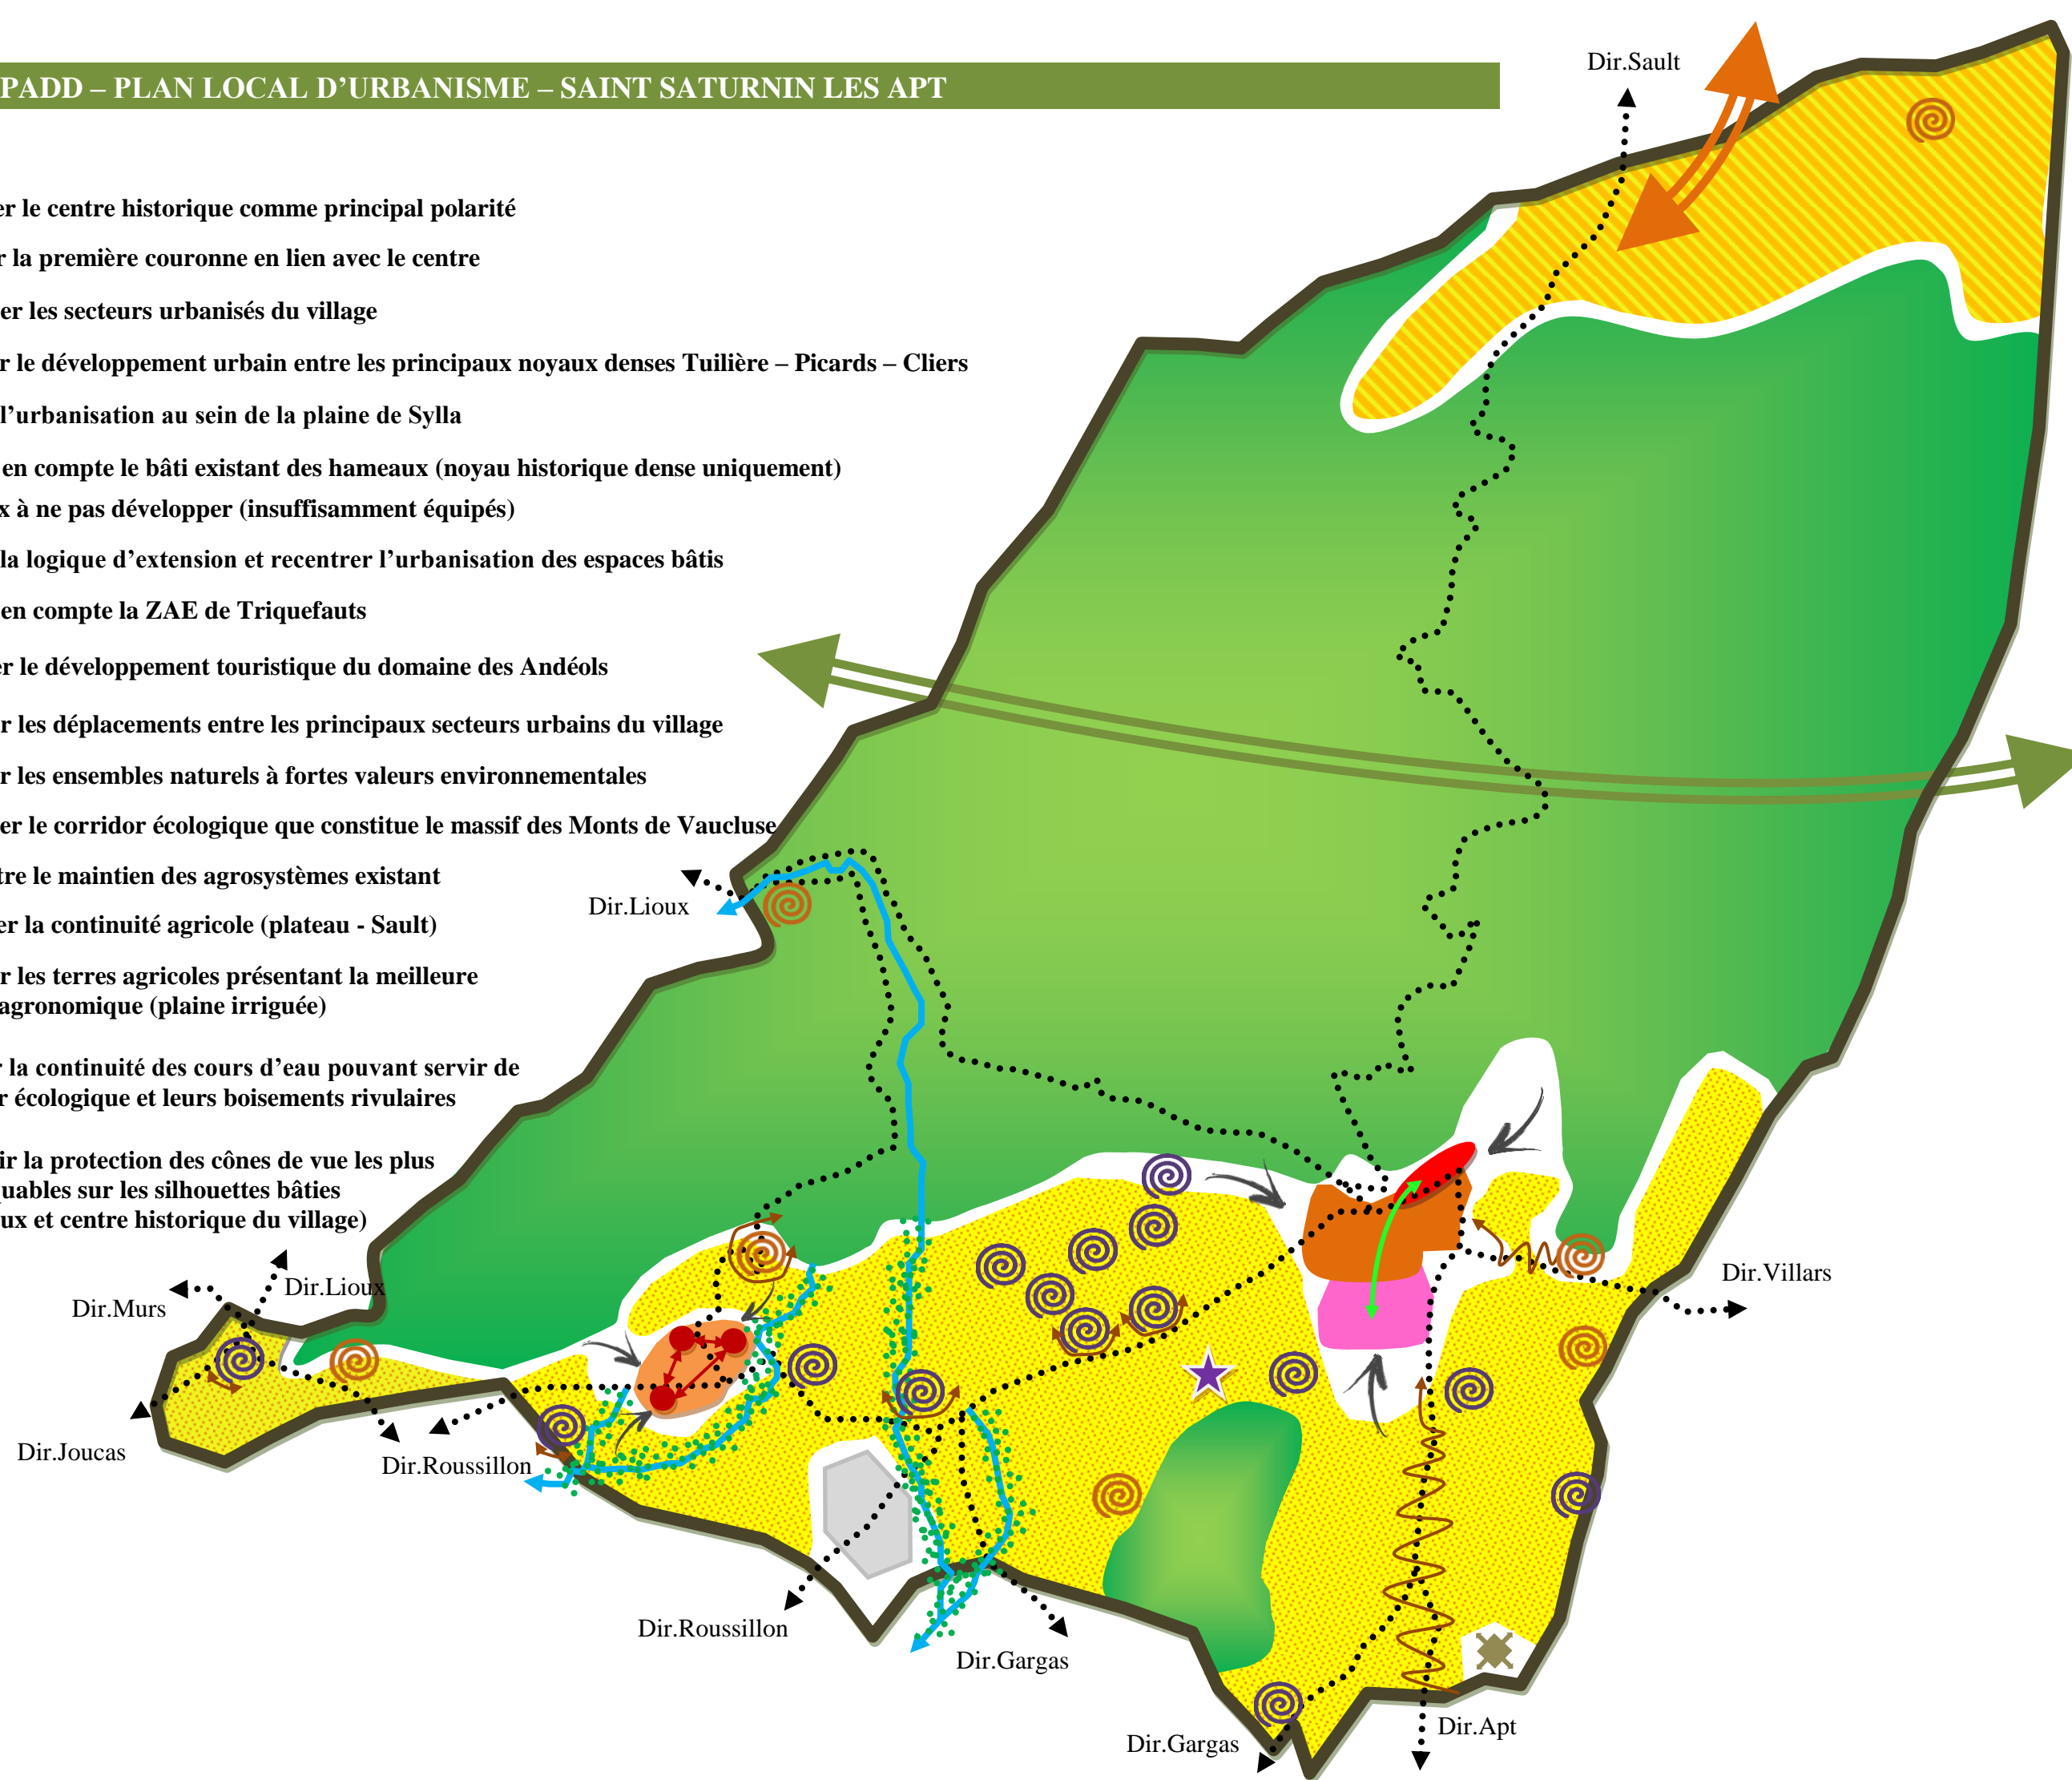 PADD – PLAN LOCAL D’URBANISME – SAINT SATURNIN LES APT
Dir.Sault
er le centre historique comme principal polarité
r la première couronne en lien avec le centre
er les secteurs urbanisés du village
r le développement urbain entre les principaux noyaux denses Tuilière – Picards – Cliers
l’urbanisation au sein de la plaine de Sylla
en compte le bâti existant des hameaux (noyau historique dense uniquement)
x à ne pas développer (insuffisamment équipés)
la logique d’extension et recentrer l’urbanisation des espaces bâtis
en compte la ZAE de Triquefauts
er le développement touristique du domaine des Andéols
r les déplacements entre les principaux secteurs urbains du village
r les ensembles naturels à fortes valeurs environnementales
er le corridor écologique que constitue le massif des Monts de Vaucluse
tre le maintien des agrosystèmes existant
er la continuité agricole (plateau - Sault)
r les terres agricoles présentant la meilleure
agronomique (plaine irriguée)
r la continuité des cours d’eau pouvant servir de
r écologique et leurs boisements rivulaires
ir la protection des cônes de vue les plus
quables sur les silhouettes bâties
ux et centre historique du village)
Dir.Lioux
Dir.Lioux
Dir.Murs
Dir.Villars
Dir.Joucas
Dir.Roussillon
Dir.Roussillon
Dir.Gargas
Dir.Gargas
Dir.Apt